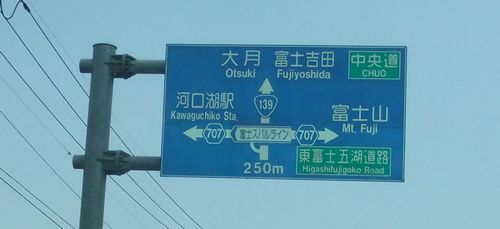 大月 富士吉田 中央道
Otsuki Fujiyoshida CHUO
139
河口湖駅 富士山
Kawaguchiko Sta. Mt. Fuji
707 富士スバルライン 707
東富士五湖道路
250m Higashifujigoko Road